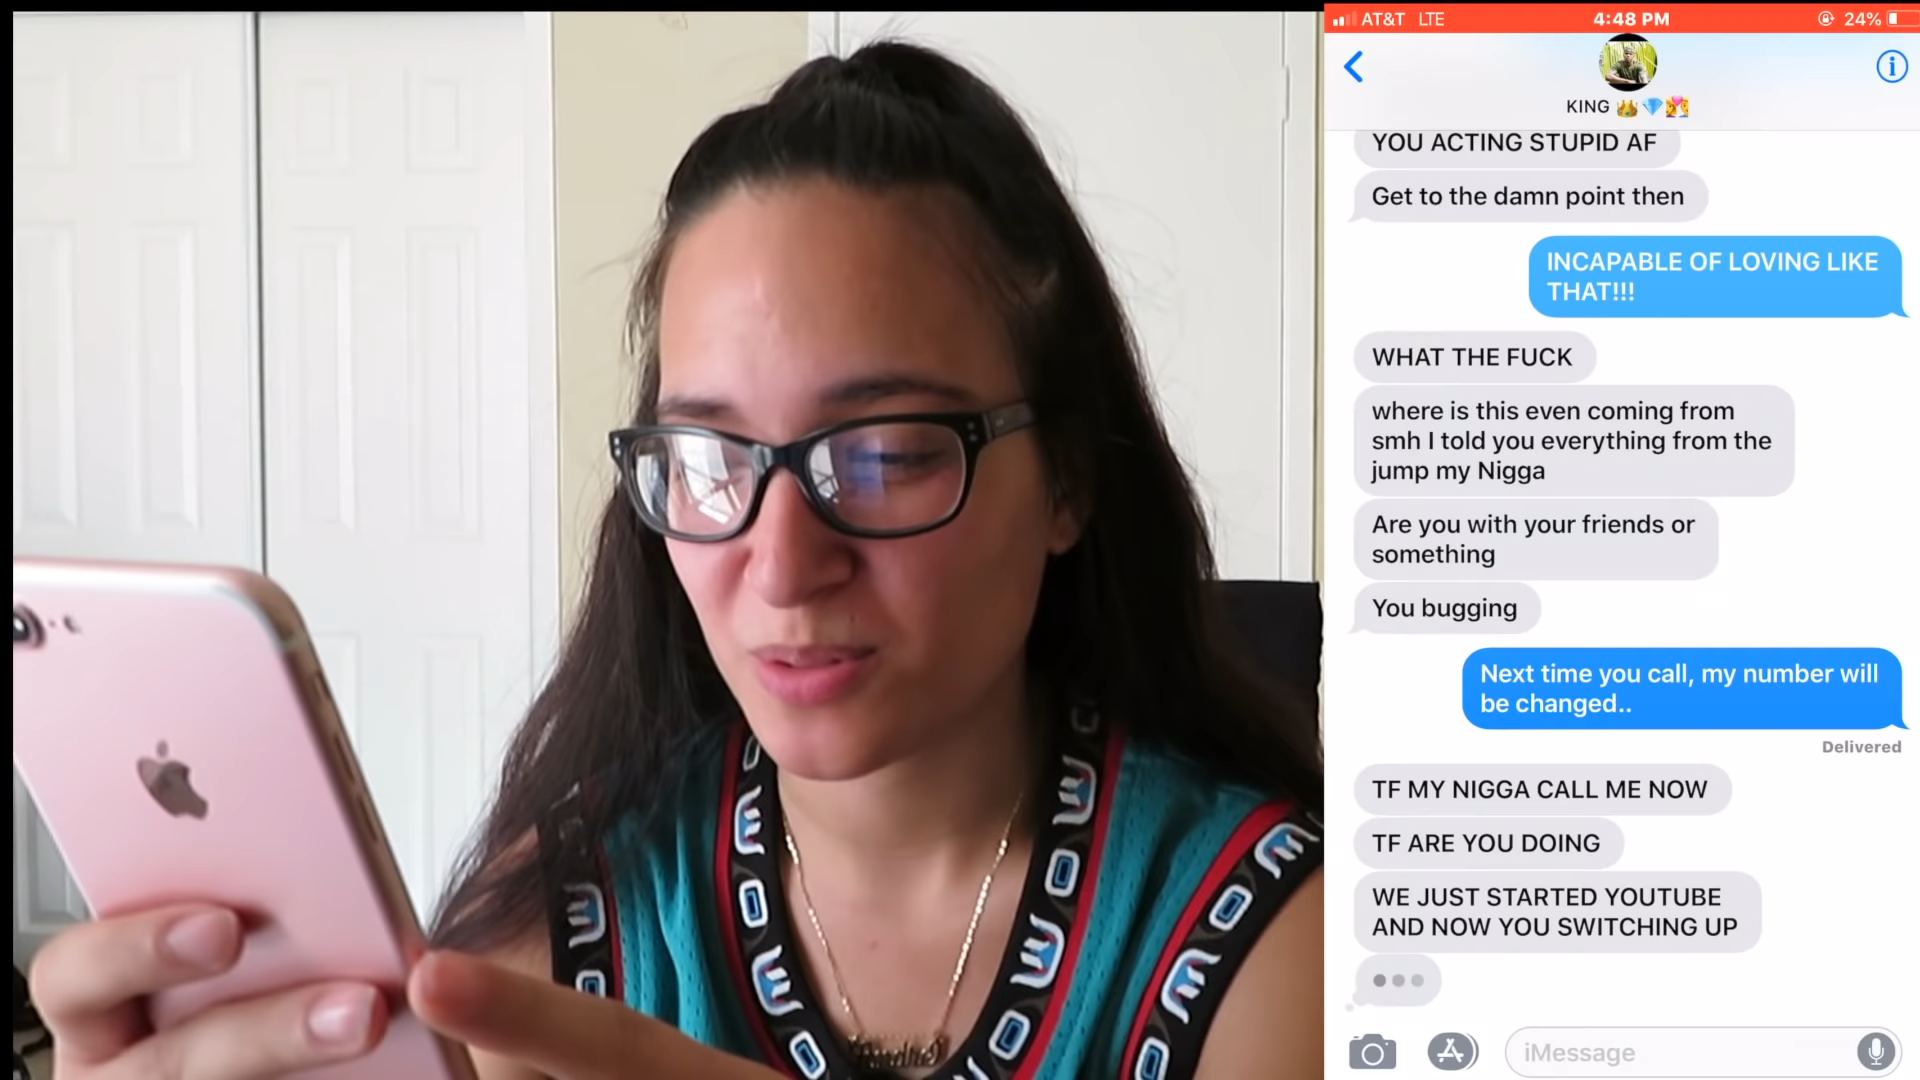 AT&T LTE 4:48 PM 24%
KING 👑💎💏
YOU ACTING STUPID AF
Get to the damn point then
INCAPABLE OF LOVING LIKE
THAT!!!
WHAT THE FUCK
where is this even coming from
smh I told you everything from the
jump my Nigga
Are you with your friends or
something
You bugging
Next time you call, my number will
be changed..
Delivered
TF MY NIGGA CALL ME NOW
TF ARE YOU DOING
WE JUST STARTED YOUTUBE
AND NOW YOU SWITCHING UP
iMessage